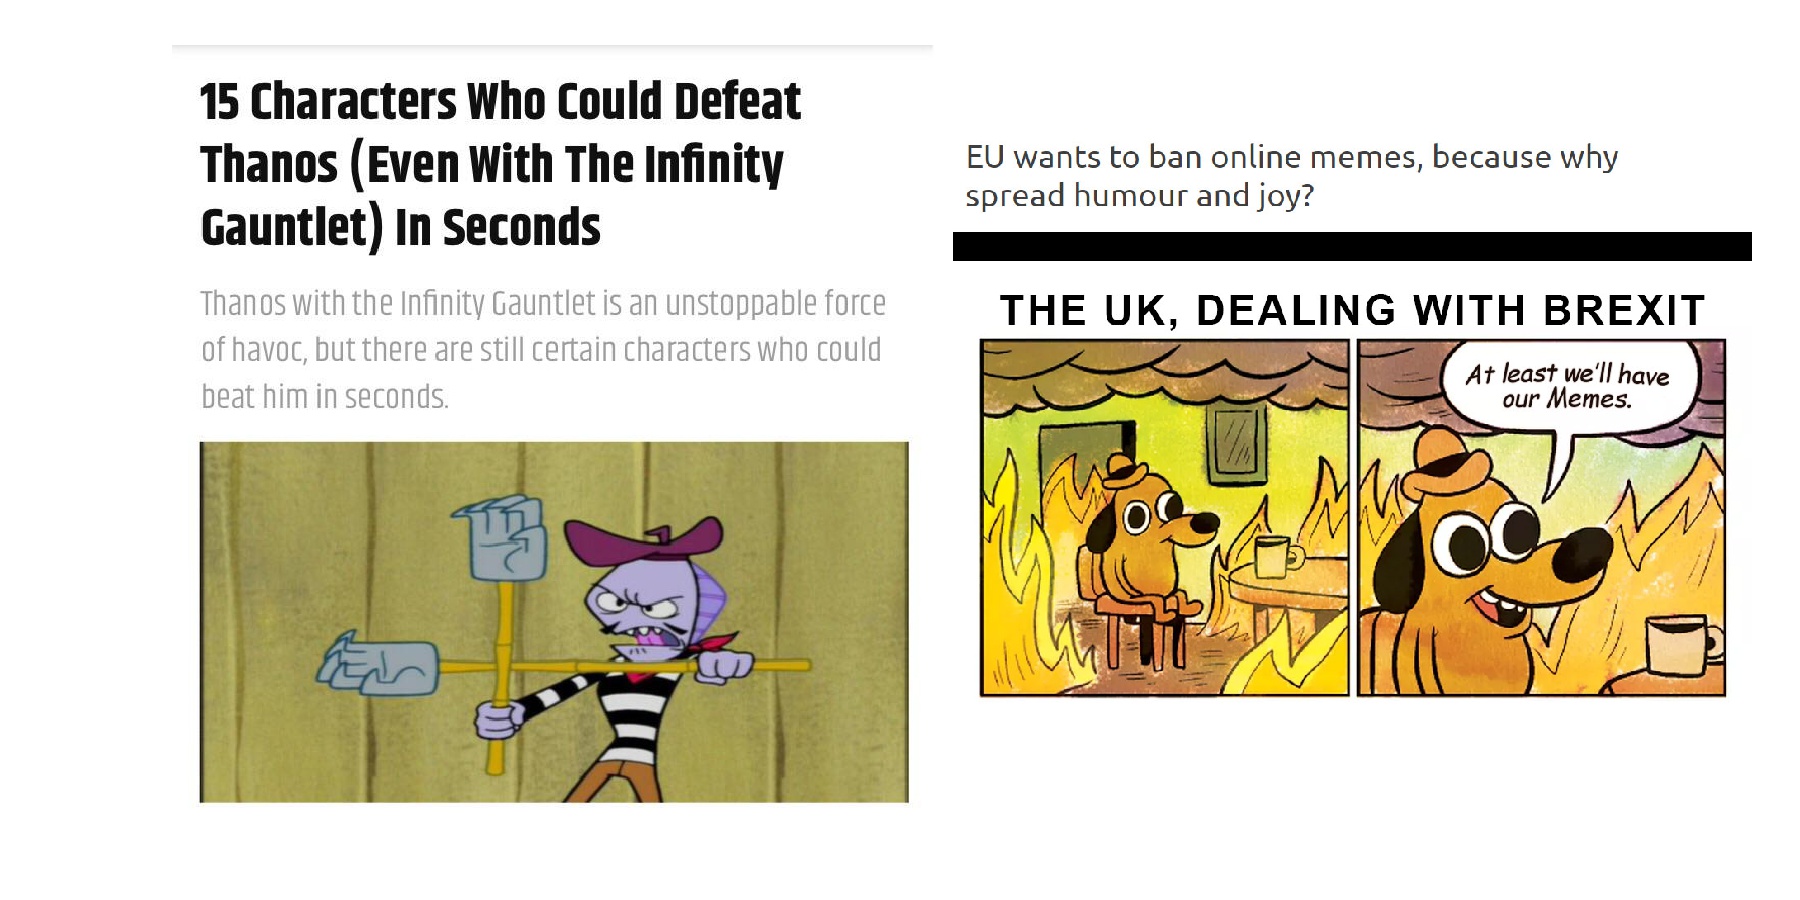 15 Characters Who Could Defeat
Thanos (Even With The Infinity
Gauntlet) In Seconds
Thanos with the Infinity Gauntlet is an unstoppable force
of havoc, but there are still certain characters who could
beat him in seconds.
EU wants to ban online memes, because why
spread humour and joy?
THE UK, DEALING WITH BREXIT
At least we'll have
our Memes.